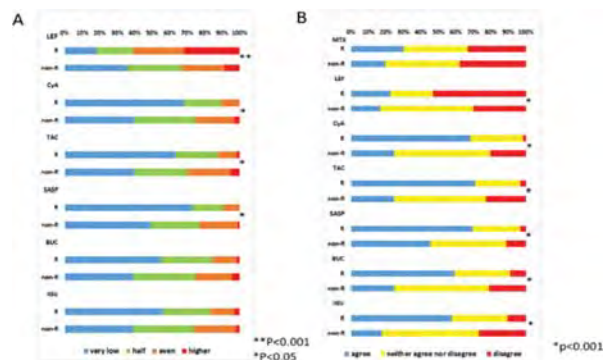 A
0% 10% 20% 30% 40% 50% 60% 70% 80% 90% 100%
LEF
R
**
non-R
CyA
R
*
non-R
TAC
R
*
non-R
SASP
R
*
non-R
BUC
R
non-R
R
non-R
very low half even higher
**P<0.001
*P<0.05
B
0% 10% 20% 30% 40% 50% 60% 70% 80% 90% 100%
MTX
R
non-R
LEF
R
*
non-R
CyA
R
*
non-R
TAC
R
*
non-R
SASP
R
*
non-R
BUC
R
*
non-R
R
*
non-R
agree neither agree nor disagree disagree
*p<0.001